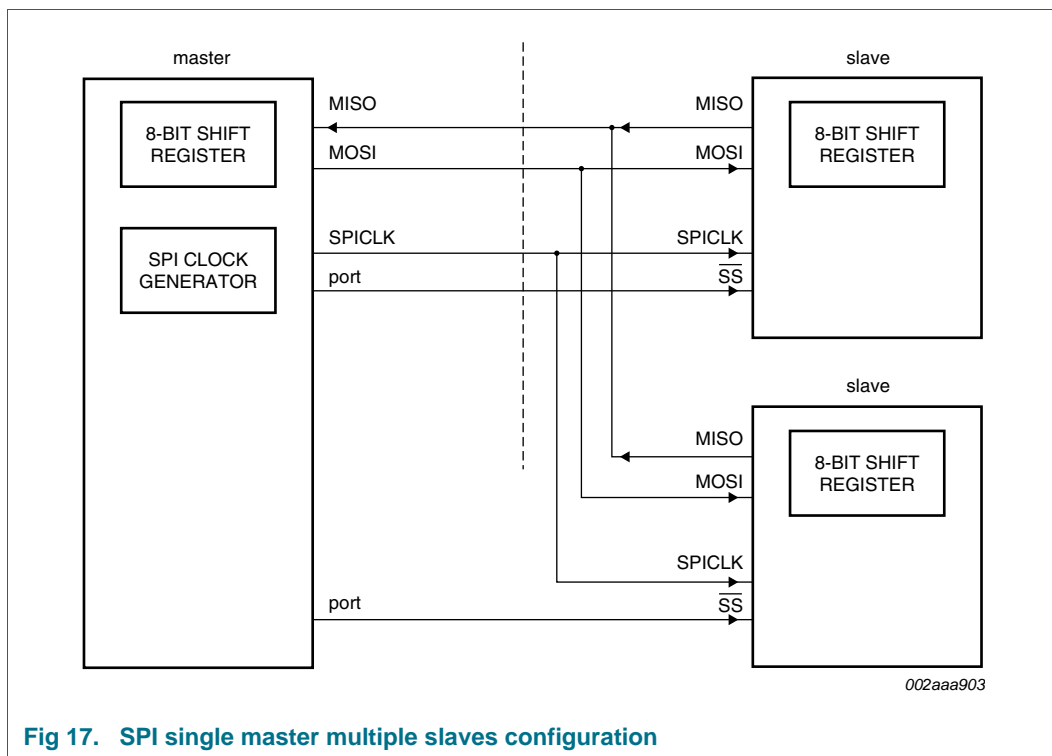 master
slave
8-BIT SHIFT
REGISTER
MISO
MOSI
SPI CLOCK
GENERATOR
SPICLK
port
MISO
MOSI
SPICLK
SS
8-BIT SHIFT
REGISTER
slave
MISO
MOSI
SPICLK
SS
8-BIT SHIFT
REGISTER
port
002aaa903
Fig 17. SPI single master multiple slaves configuration